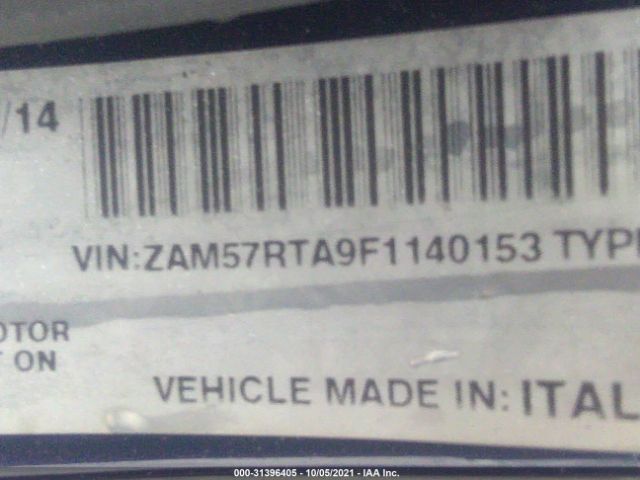 /14
VIN:ZAM57RTA9F1140153 TYP
OTOR
ON
VEHICLE MADE IN: ITAL
000-31396405 - 10/05/2021 - IAA Inc.